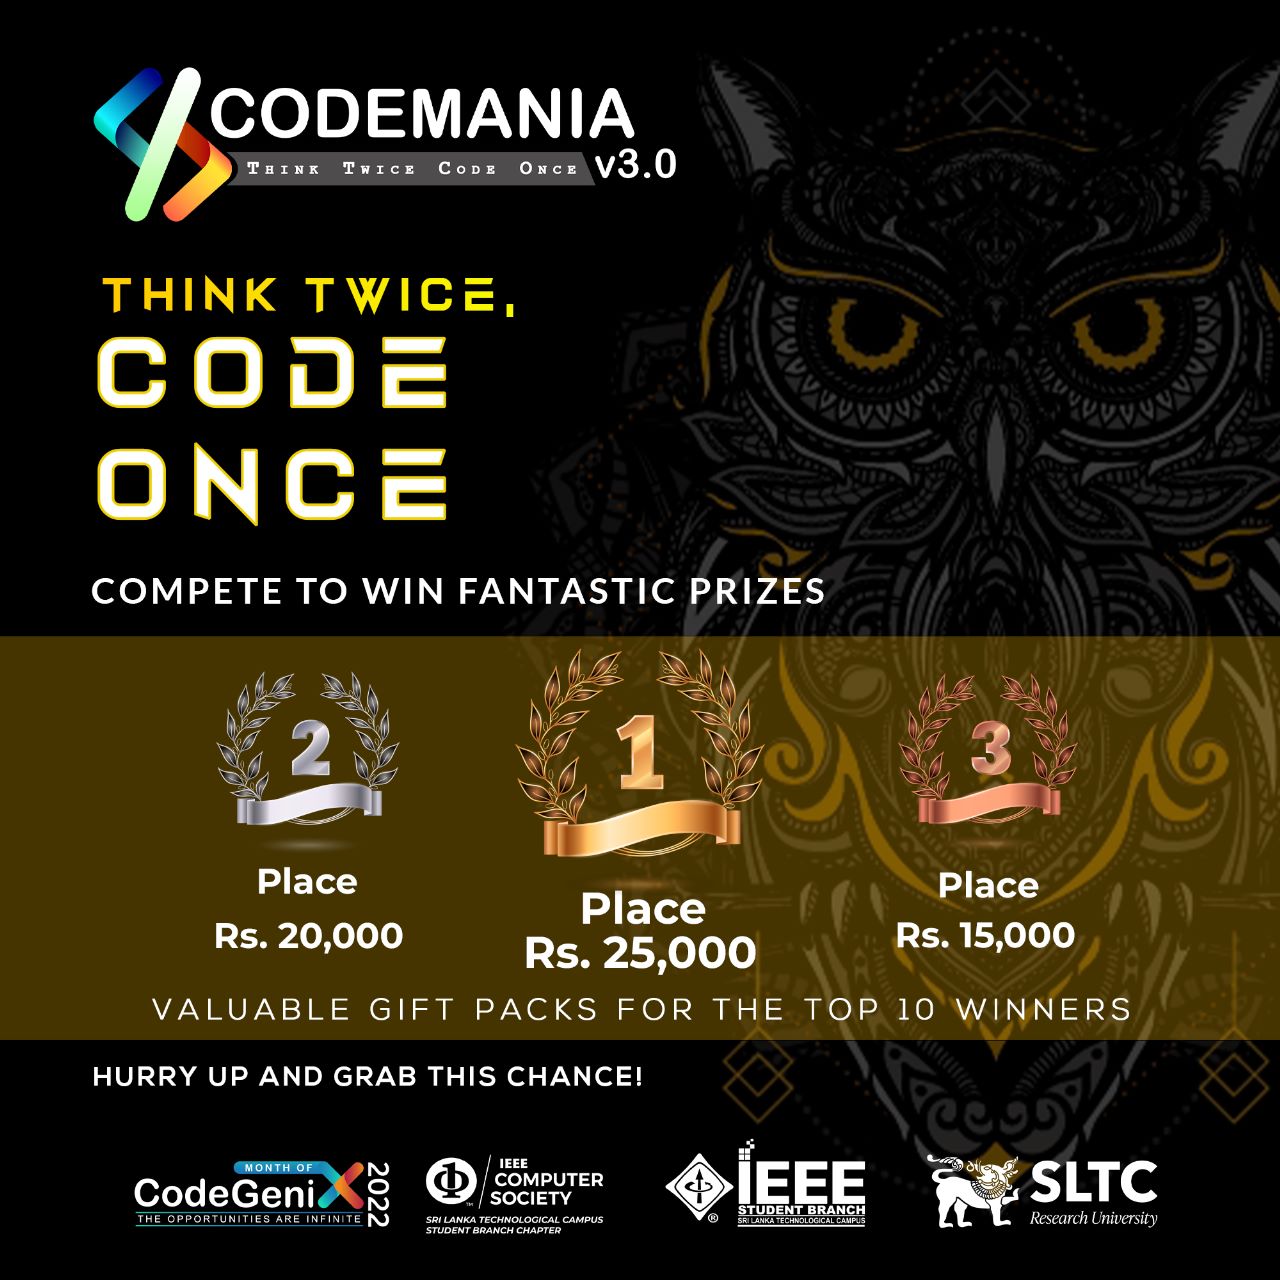 CODEMANIA
THINK TWICE CODE ONCE v3.0
THINK TWICE,
CODE
ONCE
COMPETE TO WIN FANTASTIC PRIZES
2
Place
Rs. 20,000
1
Place
Rs. 25,000
3
Place
Rs. 15,000
VALUABLE GIFT PACKS FOR THE TOP 10 WINNERS
HURRY UP AND GRAB THIS CHANCE!
MONTH OF
CodeGeniX
2022
THE OPPORTUNITIES ARE INFINITE
IEEE
COMPUTER
SOCIETY
TM
SRI LANKA TECHNOLOGICAL CAMPUS
STUDENT BRANCH CHAPTER
®
IEEE
STUDENT BRANCH
SRI LANKA TECHNOLOGICAL CAMPUS
SLTC
Research University